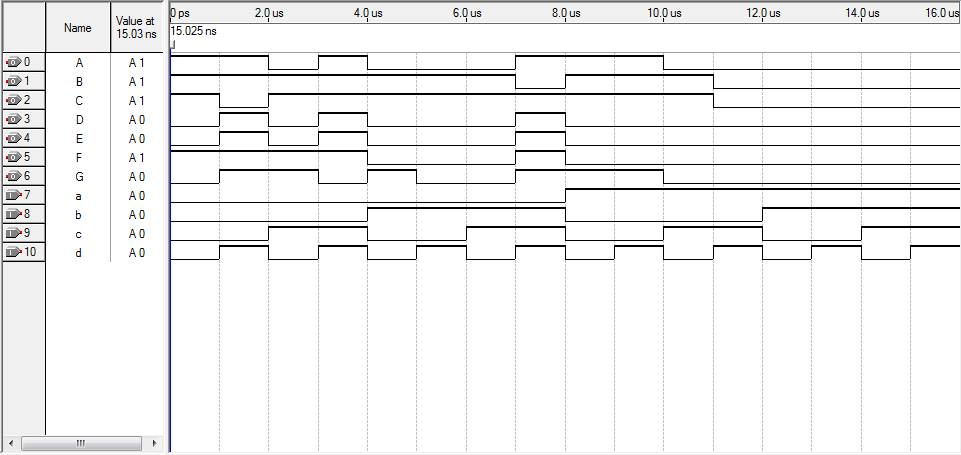 Name
Value at
15.03 ns
0 ps
2.0 us
4.0 us
6.0 us
8.0 us
10.0 us
12.0 us
14.0 us
16.0 us
15.025 ns
0 A A 1
1 B A 1
2 C A 1
3 D A 0
4 E A 0
5 F A 1
6 G A 0
7 a A 0
8 b A 0
9 c A 0
10 d A 0